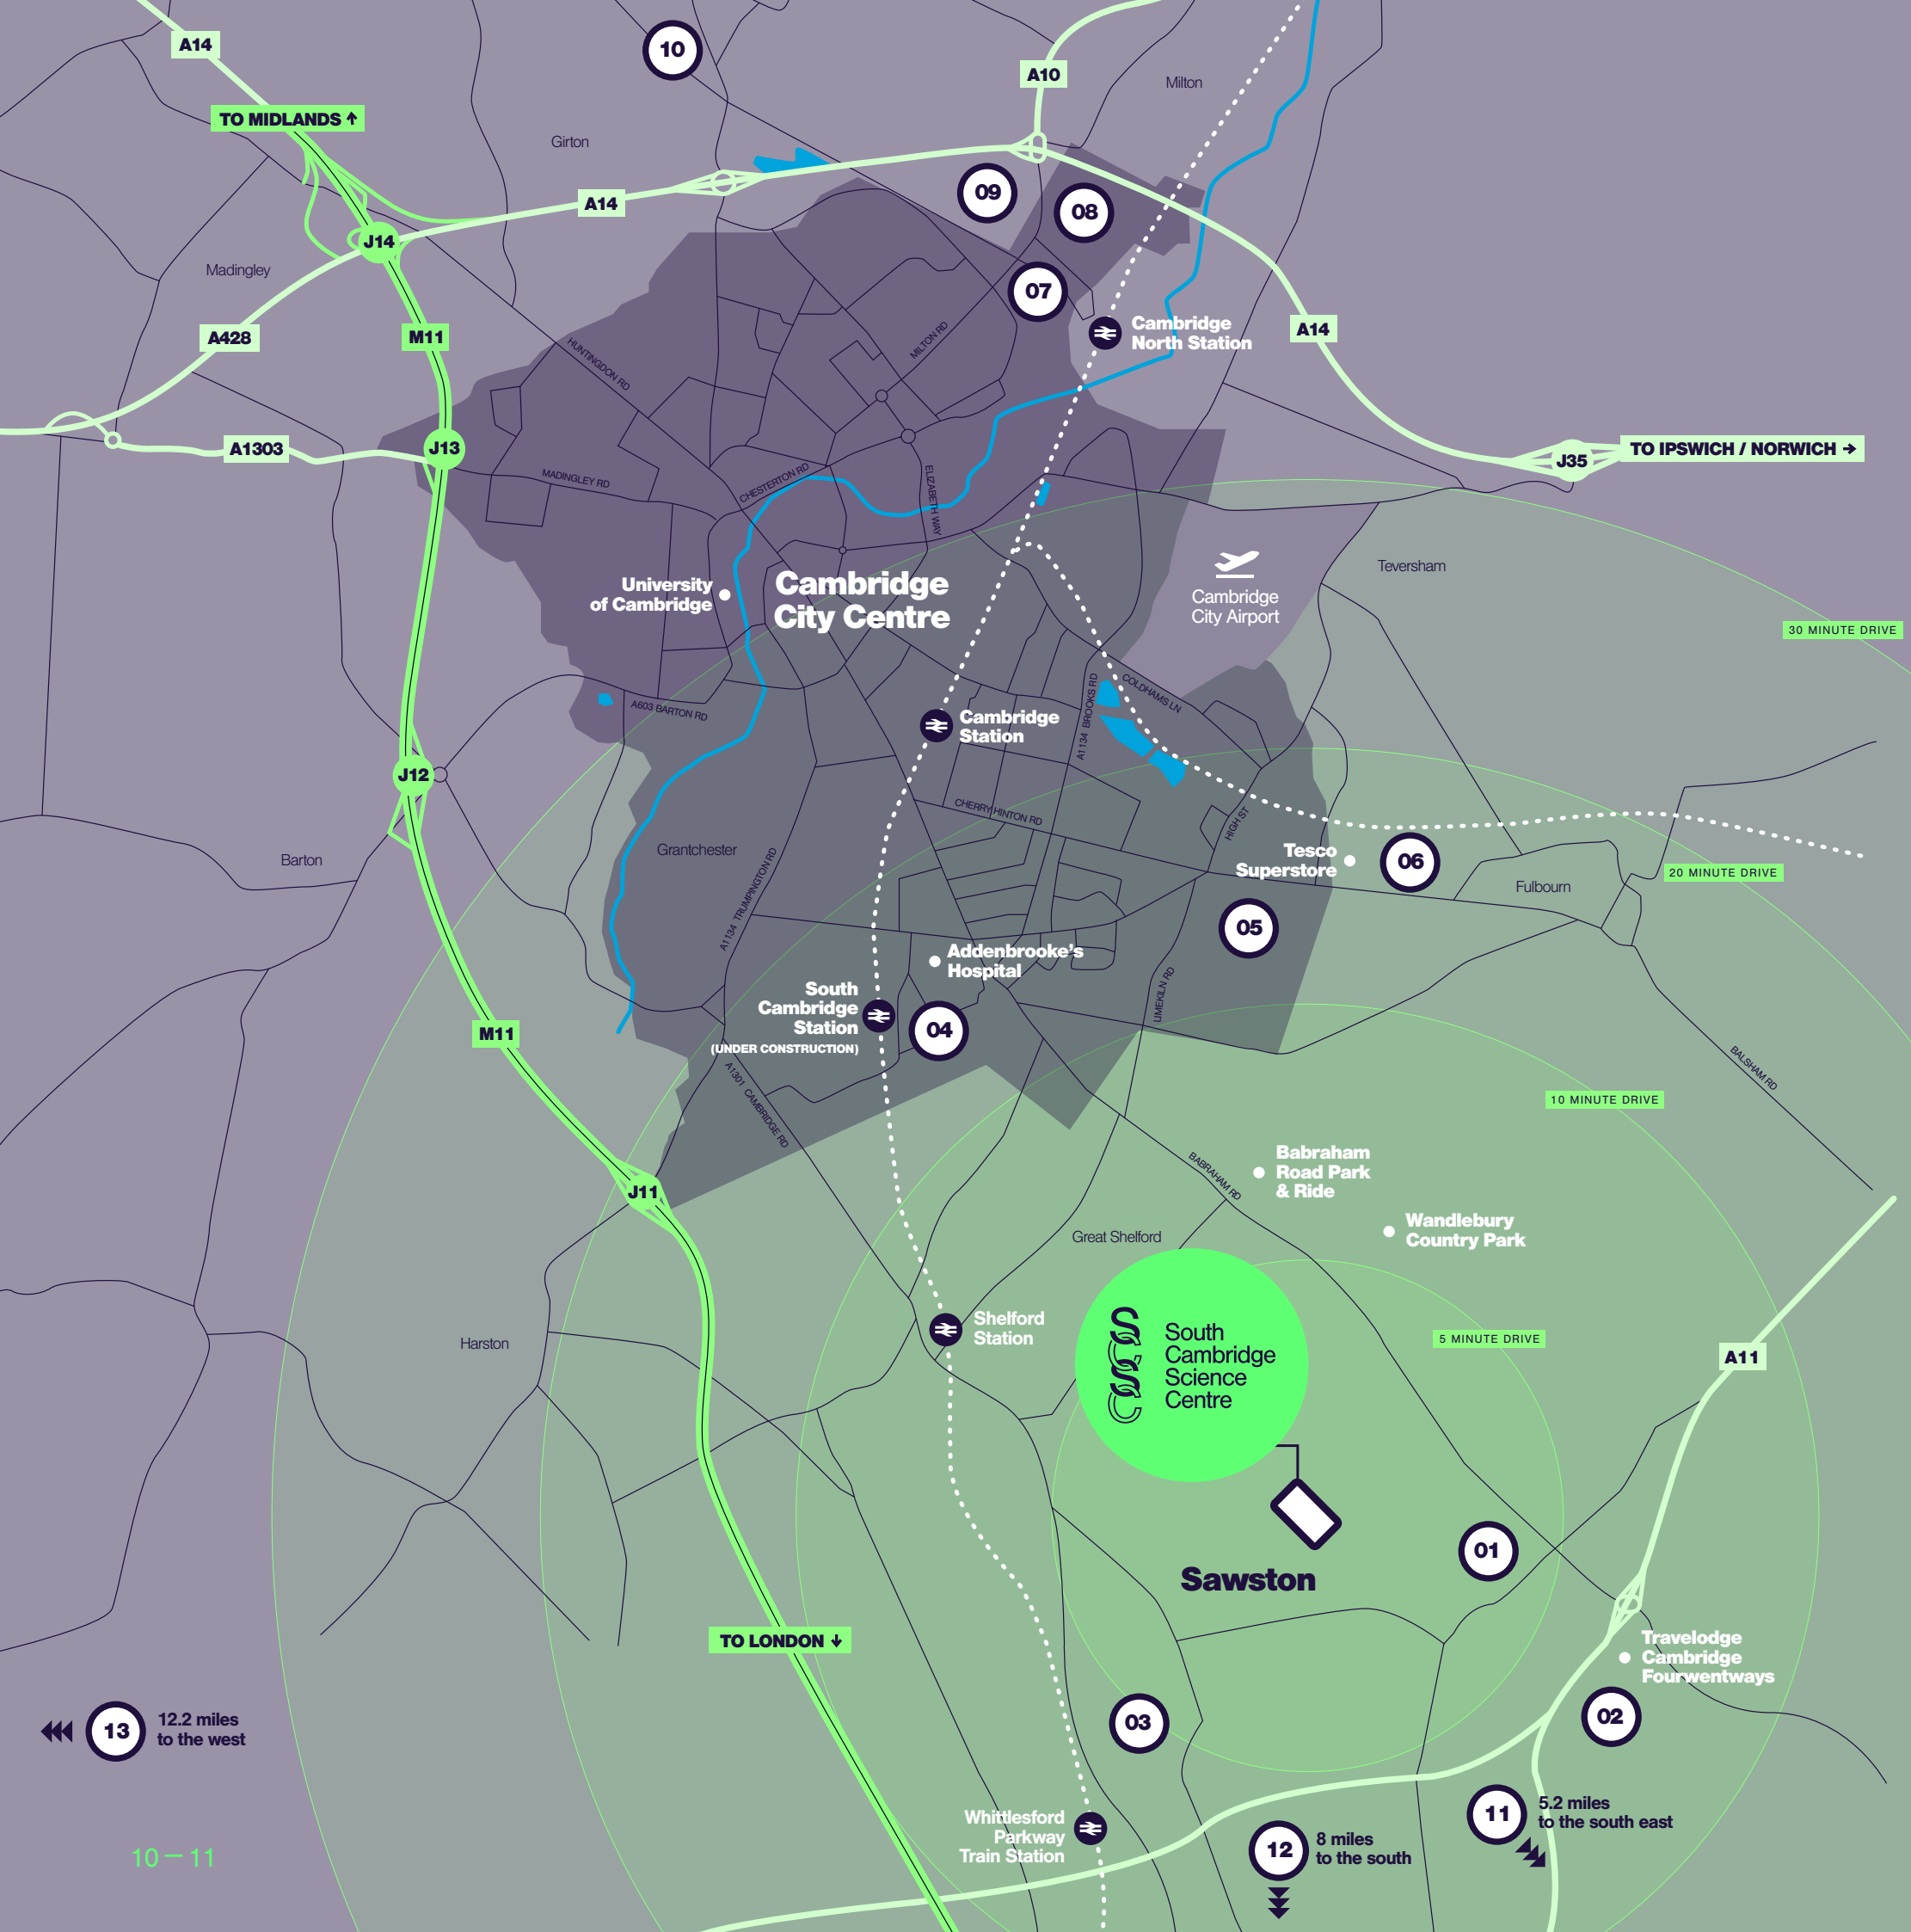 A14
10
A10
Milton
TO MIDLANDS ↑
Girton
A14
09
08
J14
Madingley
07
A428
M11
Cambridge
North Station
A14
HUNTINGDON RD
MILTON RD
A1303
J13
J35
TO IPSWICH / NORWICH →
MADINGLEY RD
CHESTERTON RD
ELIZABETH WAY
University
of Cambridge
Cambridge
City Centre
Cambridge
City Airport
Teversham
30 MINUTE DRIVE
A603 BARTON RD
Cambridge
Station
A1134 BROOKS RD
COLDHAMS LN
J12
CHERRY HINTON RD
HIGH ST
Barton
Grantchester
Tesco
Superstore
06
20 MINUTE DRIVE
Fulbourn
A1134 TRUMPINGTON RD
05
Addenbrooke's
Hospital
South
Cambridge
Station
(UNDER CONSTRUCTION)
04
LIMEKILN RD
M11
A1301 CAMBRIDGE RD
BALSHAM RD
10 MINUTE DRIVE
J11
BABRAHAM RD
Babraham
Road Park
& Ride
Wandlebury
Country Park
Great Shelford
Shelford
Station
Harston
SCSC
South
Cambridge
Science
Centre
5 MINUTE DRIVE
A11
01
Sawston
TO LONDON ↓
Travelodge
Cambridge
Fourwentways
02
03
13
12.2 miles
to the west
Whittlesford
Parkway
Train Station
11
5.2 miles
to the south east
12
8 miles
to the south
10 — 11